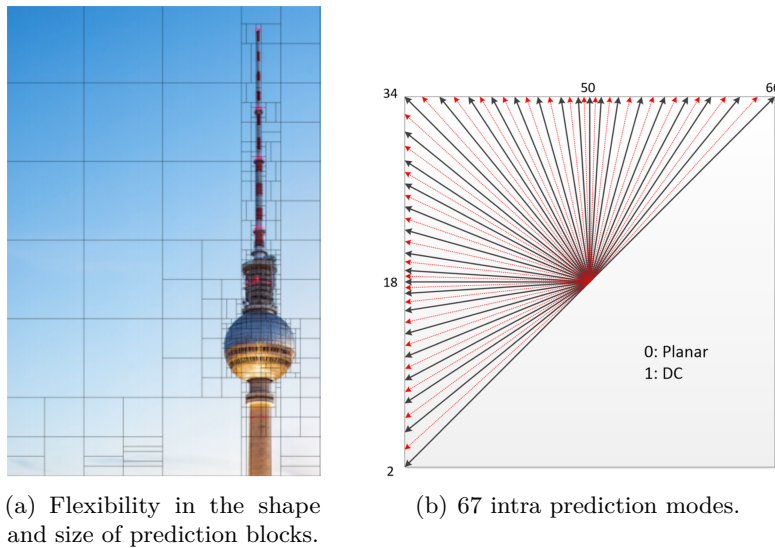 50
34
18
0: Planar
1: DC
2
(a) Flexibility in the shape
and size of prediction blocks.
(b) 67 intra prediction modes.